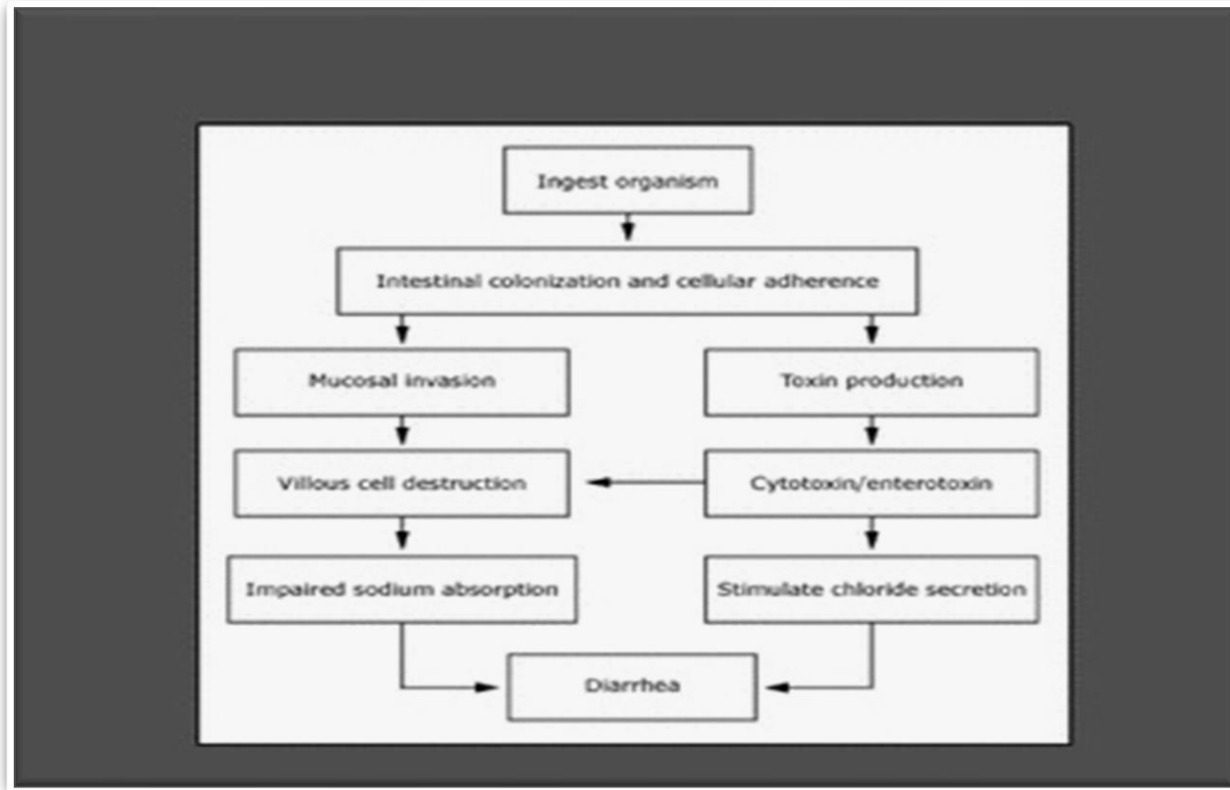 Ingest organism
Intestinal colonization and cellular adherence
Mucosal invasion
Toxin production
Villous cell destruction
Cytotoxin/enterotoxin
Impaired sodium absorption
Stimulate chloride secretion
Diarrhea